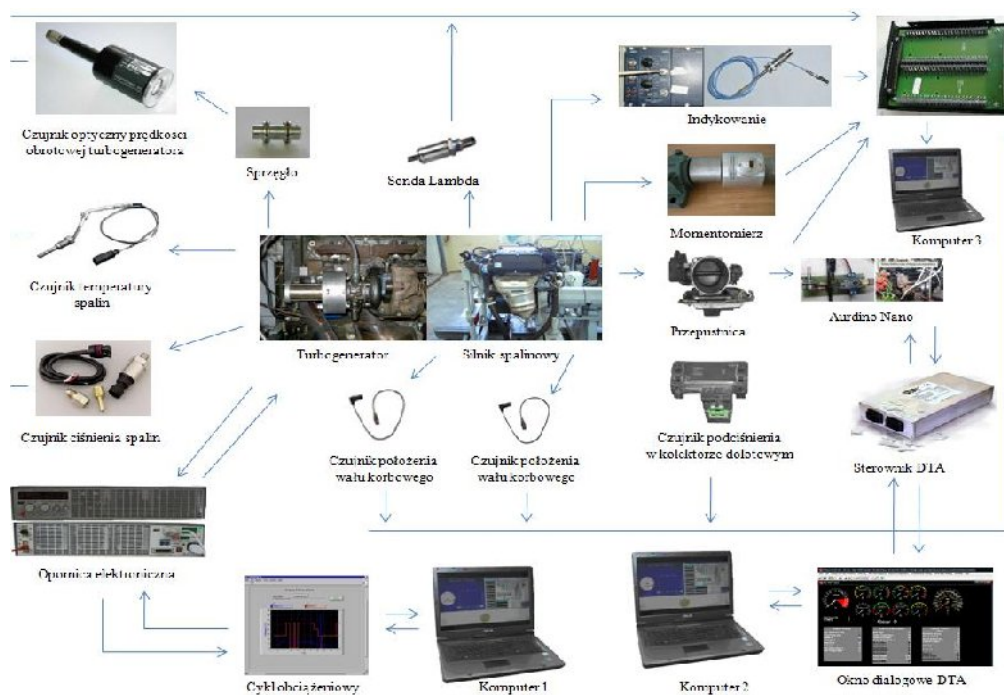 Czujnik optyczny prędkości
obrotowej turbogeneratora
Sprzęgło
Sonda Lambda
Indykowanie
Momentomierz
Komputer 3
Czujnik temperatury
spalin
Turbogenerator
Silnik spalinowy
Przepustnica
Aurdino Nano
Czujnik ciśnienia spalin
Czujnik położenia
wału korbowego
Czujnik położenia
wału korbowego
Czujnik podciśnienia
w kolektorze dolotowym
Sterownik DTA
Opornica elektroniczna
Cykl obciążeniowy
Komputer 1
Komputer 2
Okno dialogowe DTA